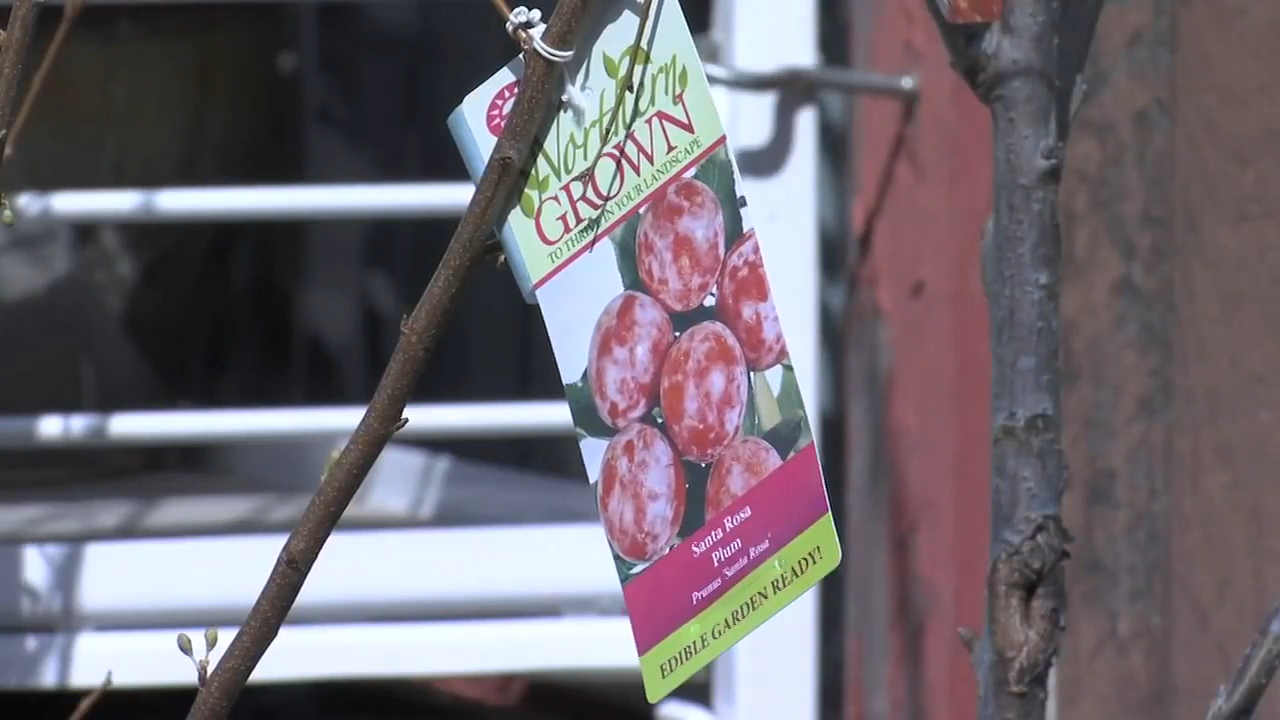 Northern
GROWN
TO THRIVE IN YOUR LANDSCAPE
Santa Rosa
Plum
Prunus 'Santa Rosa'
EDIBLE GARDEN READY!